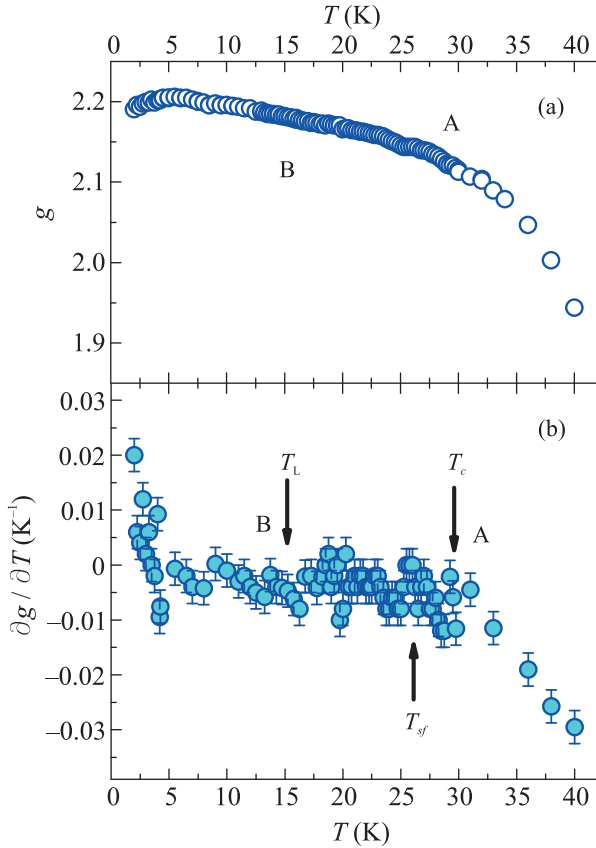 T (K)
0 5 10 15 20 25 30 35 40
2.2
2.1
2.0
1.9
g
(a)
A
B
0.03
0.02
0.01
0
−0.01
−0.02
−0.03
∂g / ∂T (K⁻¹)
(b)
T_L
T_c
B
A
T_sf
0 5 10 15 20 25 30 35 40
T (K)